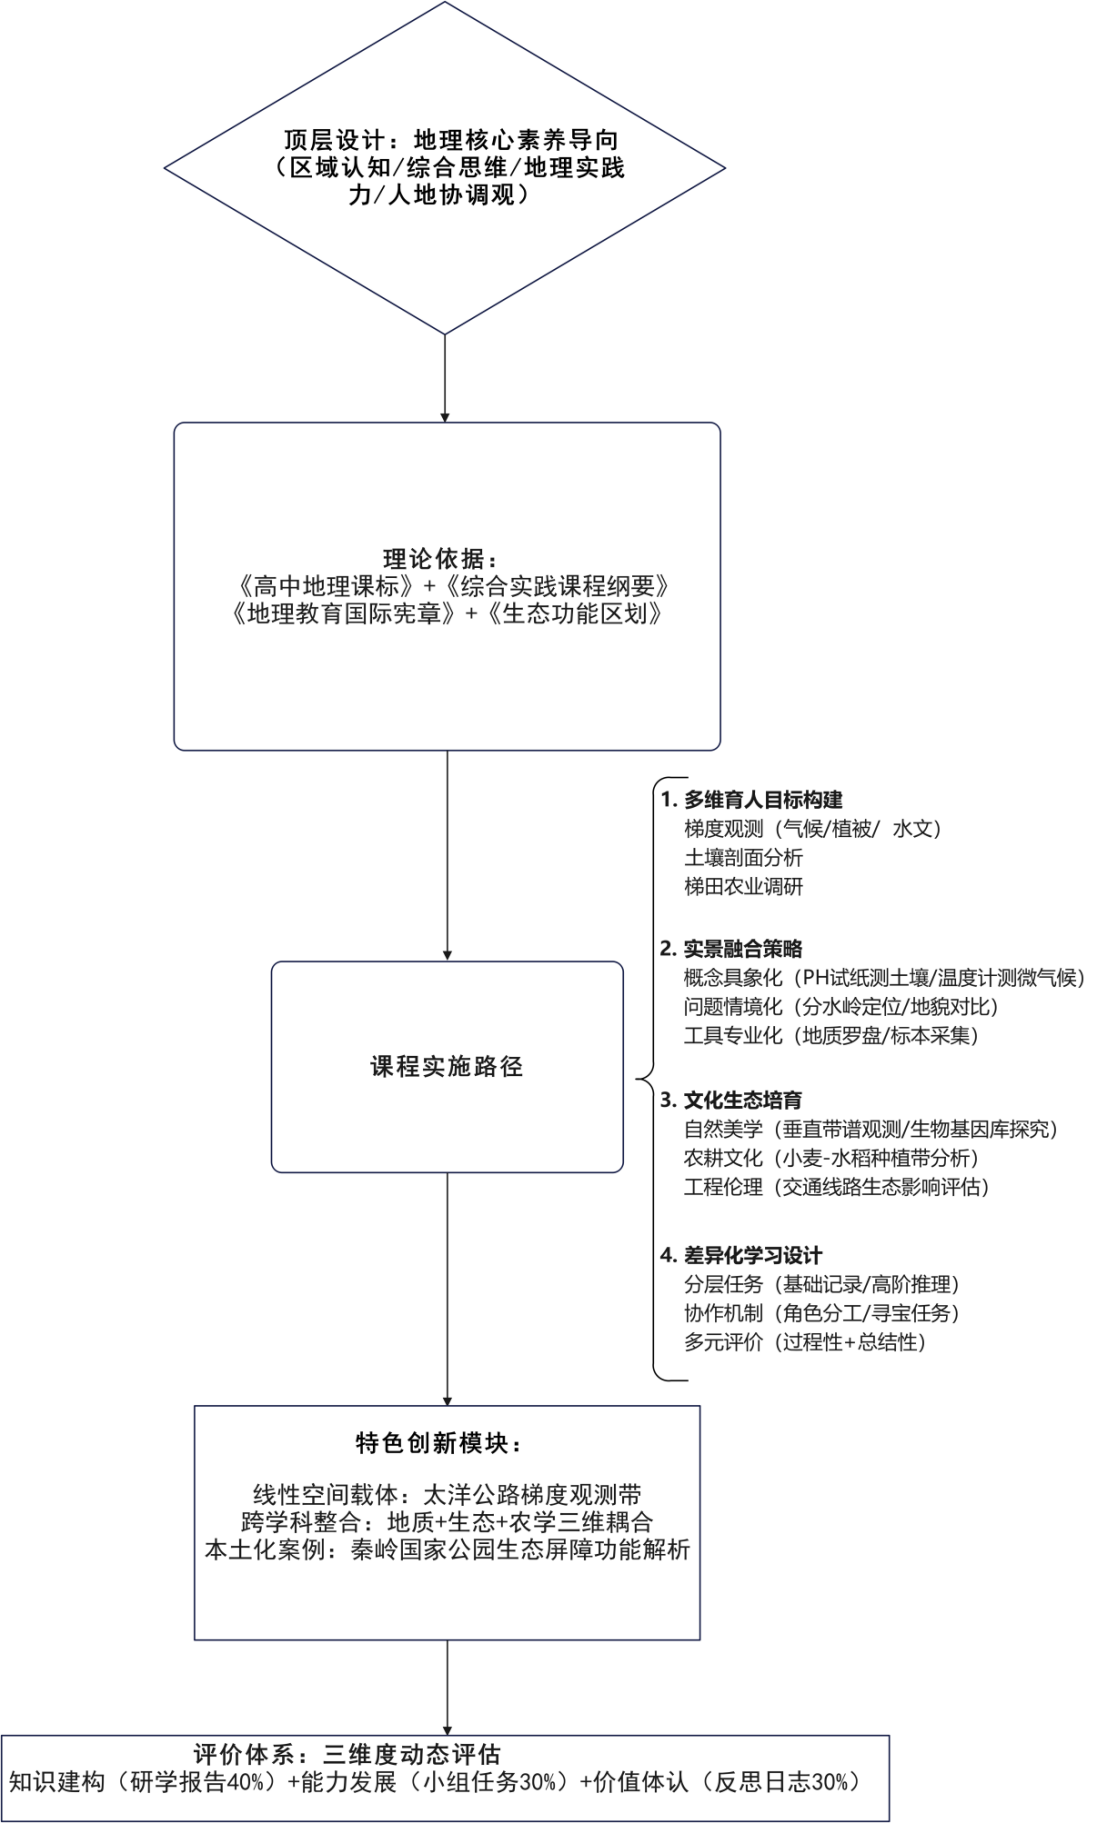 顶层设计：地理核心素养导向
（区域认知/综合思维/地理实践
力/人地协调观）
理论依据：
《高中地理课标》+《综合实践课程纲要》
《地理教育国际宪章》+《生态功能区划》
1. 多维育人目标构建
梯度观测（气候/植被/ 水文）
土壤剖面分析
梯田农业调研
2. 实景融合策略
概念具象化（PH试纸测土壤/温度计测微气候）
问题情境化（分水岭定位/地貌对比）
工具专业化（地质罗盘/标本采集）
课程实施路径
3. 文化生态培育
自然美学（垂直带谱观测/生物基因库探究）
农耕文化（小麦-水稻种植带分析）
工程伦理（交通线路生态影响评估）
4. 差异化学习设计
分层任务（基础记录/高阶推理）
协作机制（角色分工/寻宝任务）
多元评价（过程性+总结性）
特色创新模块：
线性空间载体：太洋公路梯度观测带
跨学科整合：地质+生态+农学三维耦合
本土化案例：秦岭国家公园生态屏障功能解析
评价体系：三维度动态评估
知识建构（研学报告40%）+能力发展（小组任务30%）+价值体认（反思日志30%）